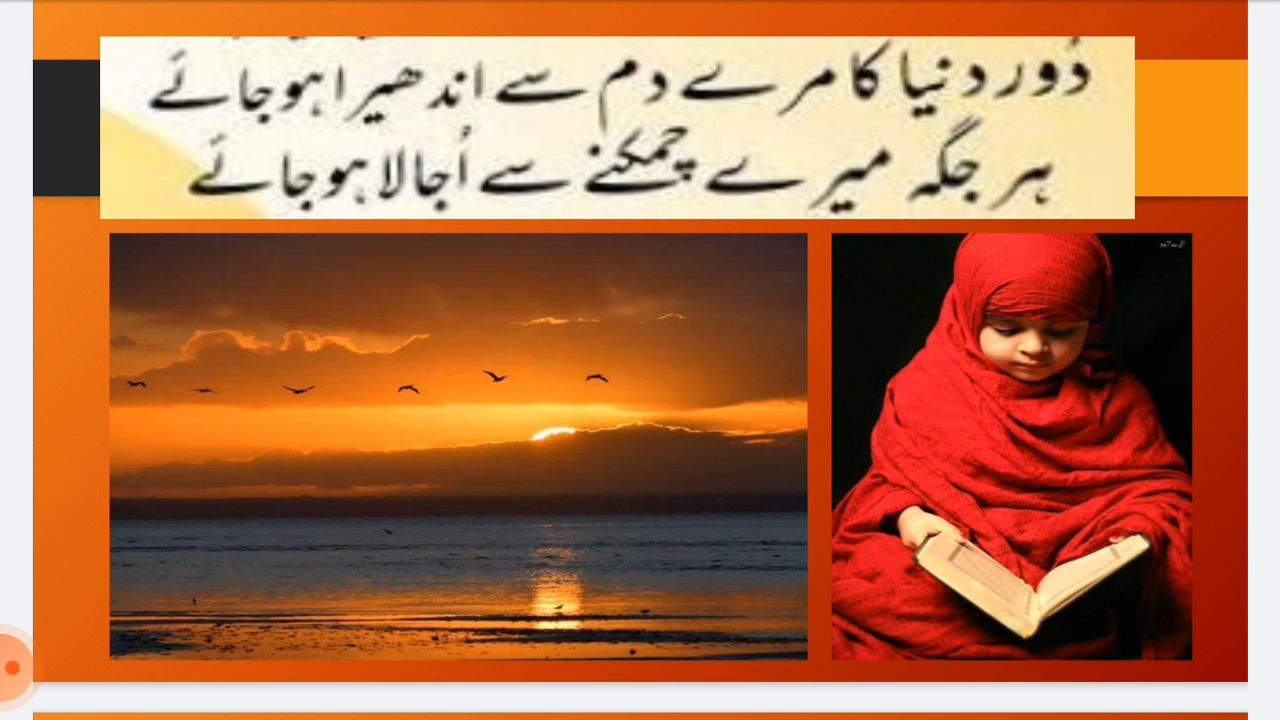 دُور دنیا کا مرے دم سے اندھیرا ہو جائے
ہر جگہ میرے چمکنے سے اُجالا ہو جائے